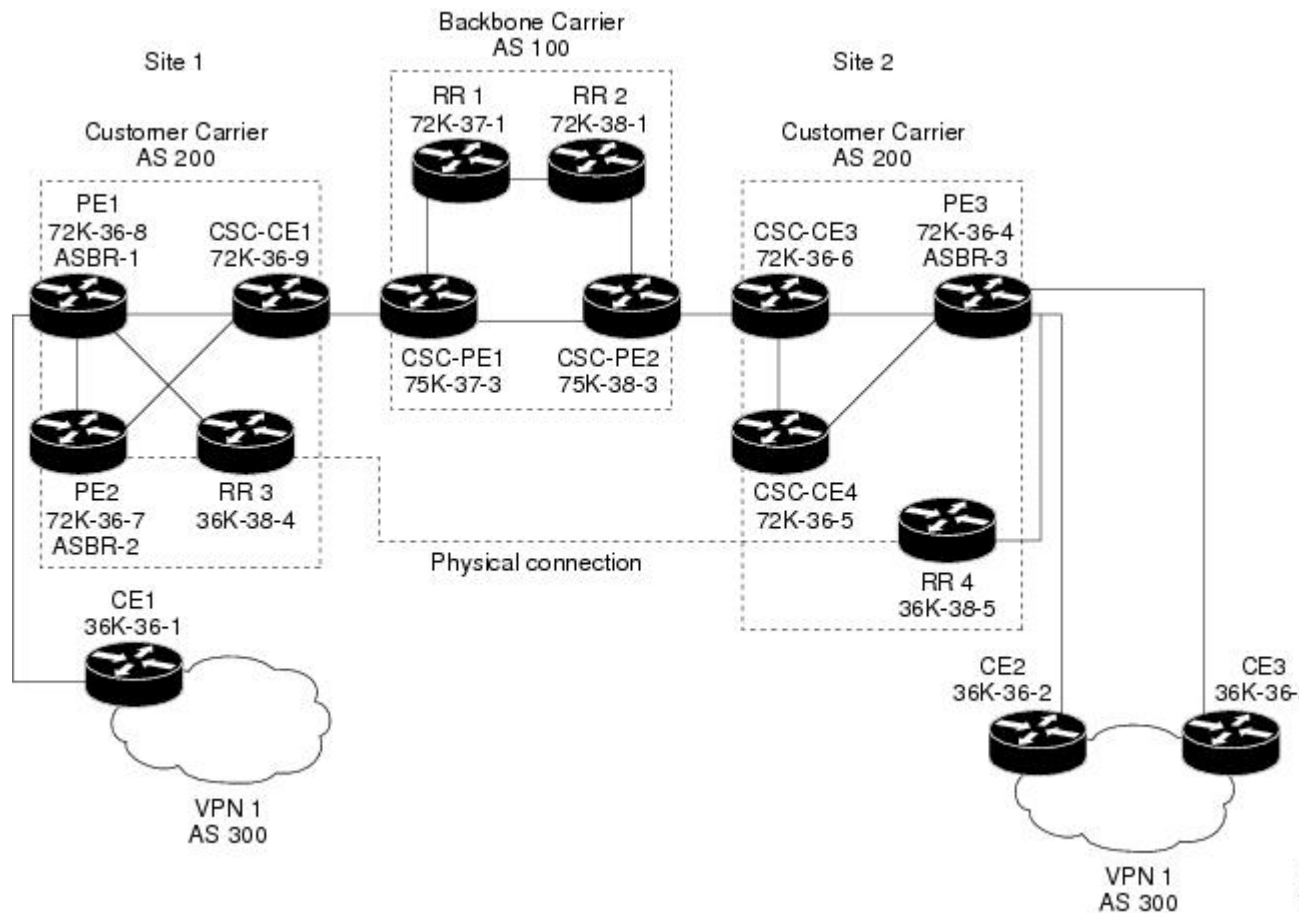 Backbone Carrier
AS 100
Site 1
Site 2
RR 1
72K-37-1
RR 2
72K-38-1
Customer Carrier
AS 200
Customer Carrier
AS 200
PE1
72K-36-8
ASBR-1
CSC-CE1
72K-36-9
CSC-CE3
72K-36-6
PE3
72K-36-4
ASBR-3
CSC-PE1
75K-37-3
CSC-PE2
75K-38-3
PE2
72K-36-7
ASBR-2
RR 3
36K-38-4
CSC-CE4
72K-36-5
Physical connection
RR 4
36K-38-5
CE1
36K-36-1
CE2
36K-36-2
CE3
36K-36-
VPN 1
AS 300
VPN 1
AS 300